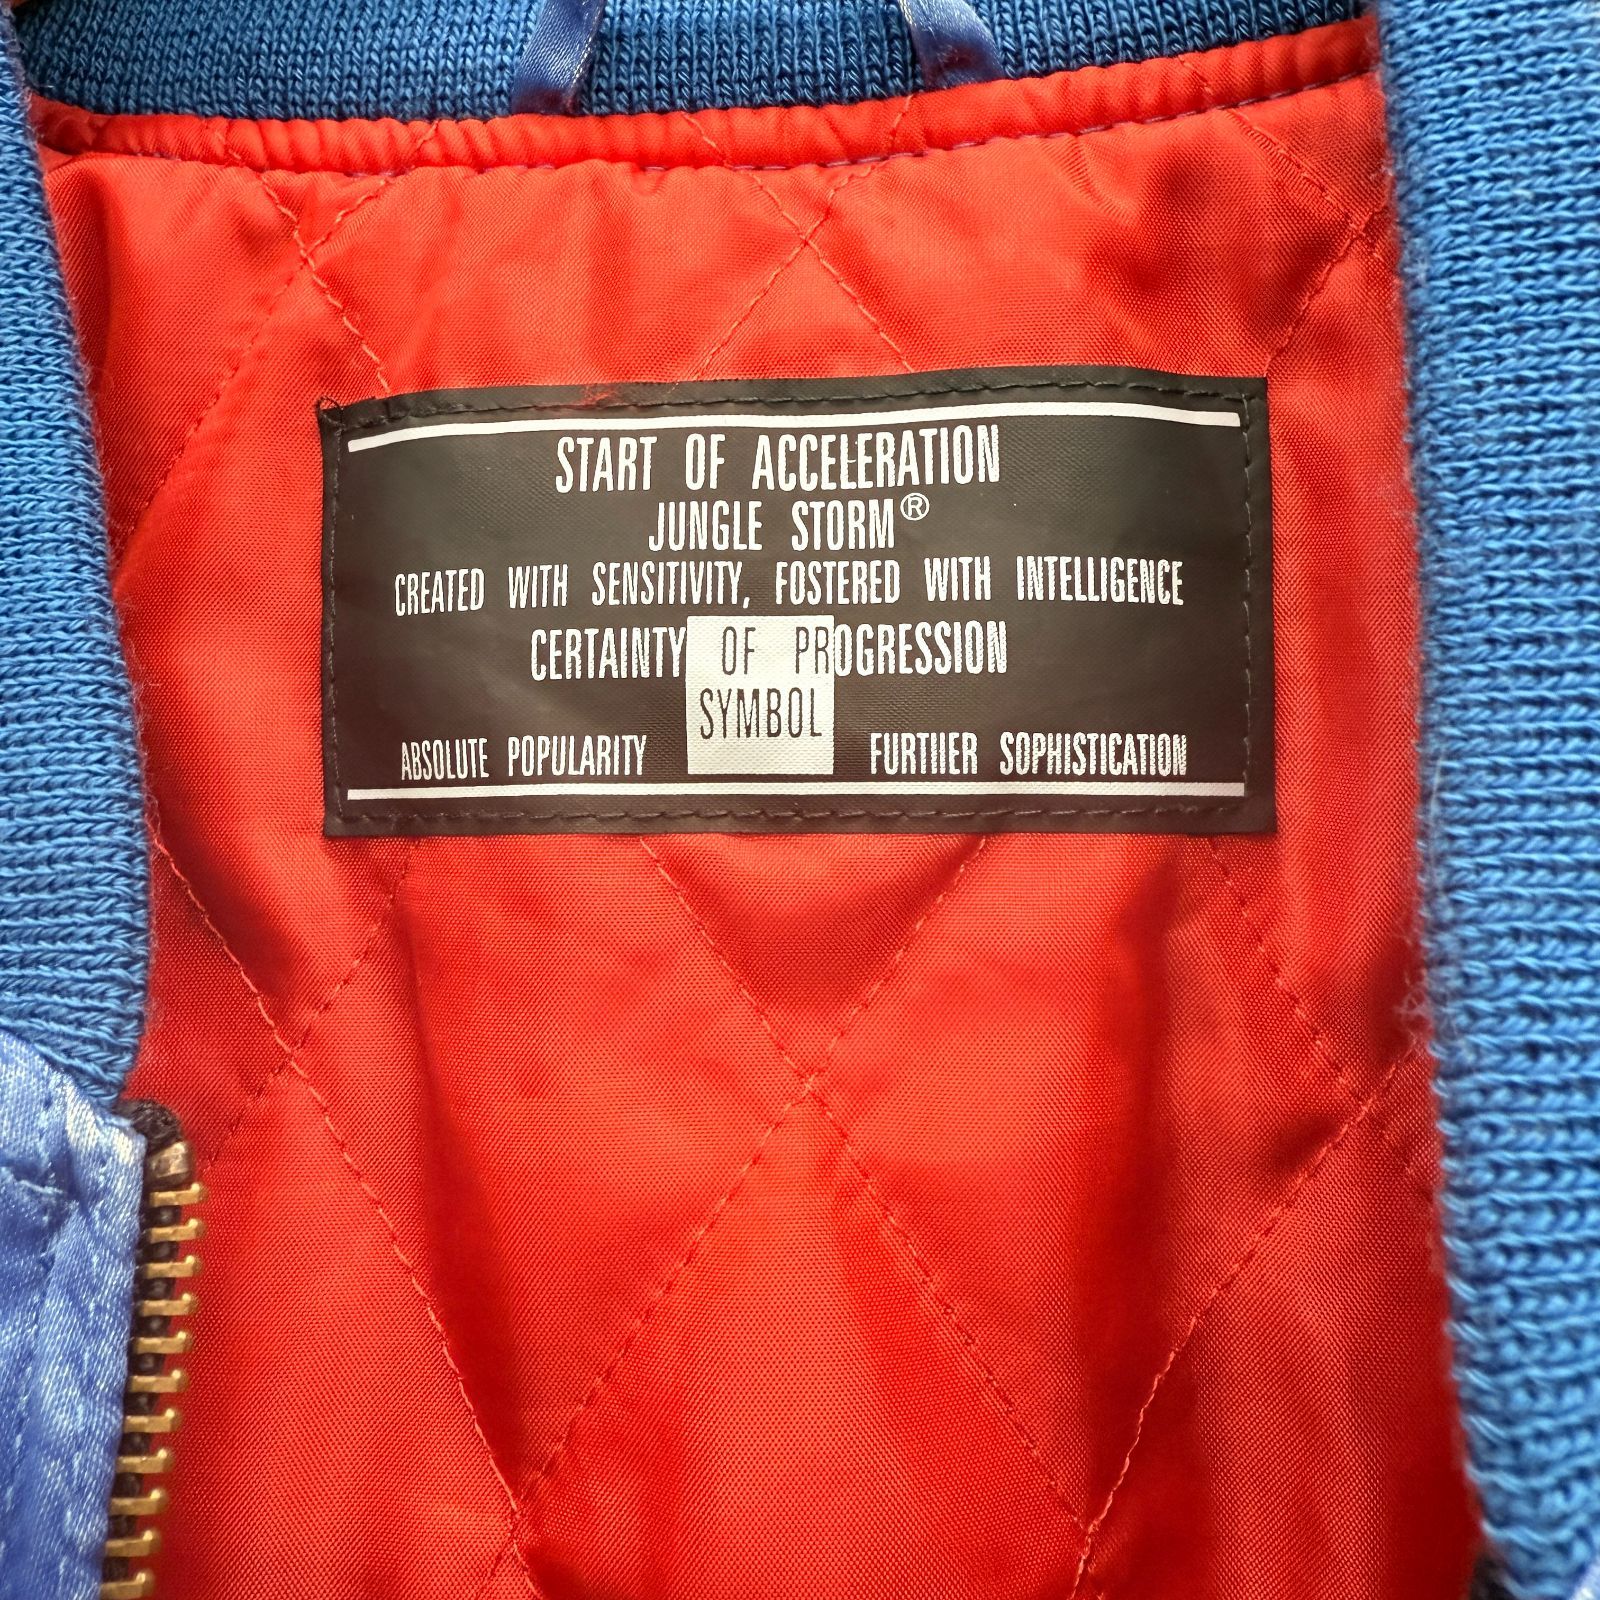 START OF ACCELERATION
JUNGLE STORM®
CREATED WITH SENSITIVITY, FOSTERED WITH INTELLIGENCE
CERTAINTY OF PROGRESSION
SYMBOL
ABSOLUTE POPULARITY FURTHER SOPHISTICATION